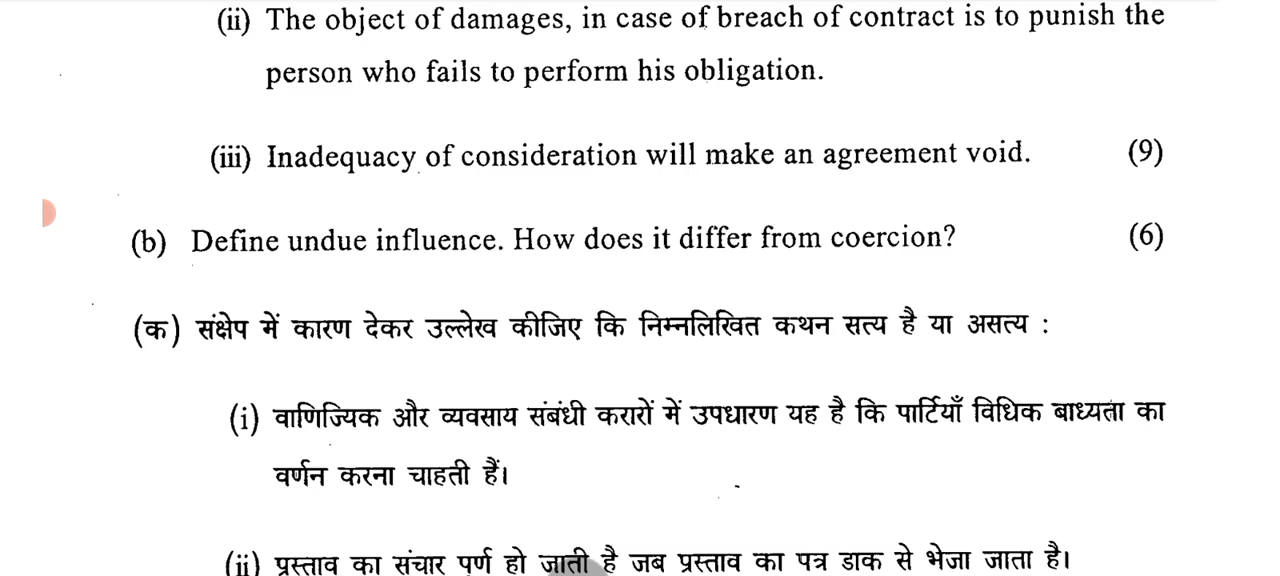 (ii) The object of damages, in case of breach of contract is to punish the
person who fails to perform his obligation.
(iii) Inadequacy of consideration will make an agreement void. (9)
(b) Define undue influence. How does it differ from coercion? (6)
(क) संक्षेप में कारण देकर उल्लेख कीजिए कि निम्नलिखित कथन सत्य है या असत्य :
(i) वाणिज्यिक और व्यवसाय संबंधी करारों में उपधारण यह है कि पार्टियाँ विधिक बाध्यता का
वर्णन करना चाहती हैं।
(ii) प्रस्ताव का संचार पूर्ण हो जाती है जब प्रस्ताव का पत्र डाक से भेजा जाता है।